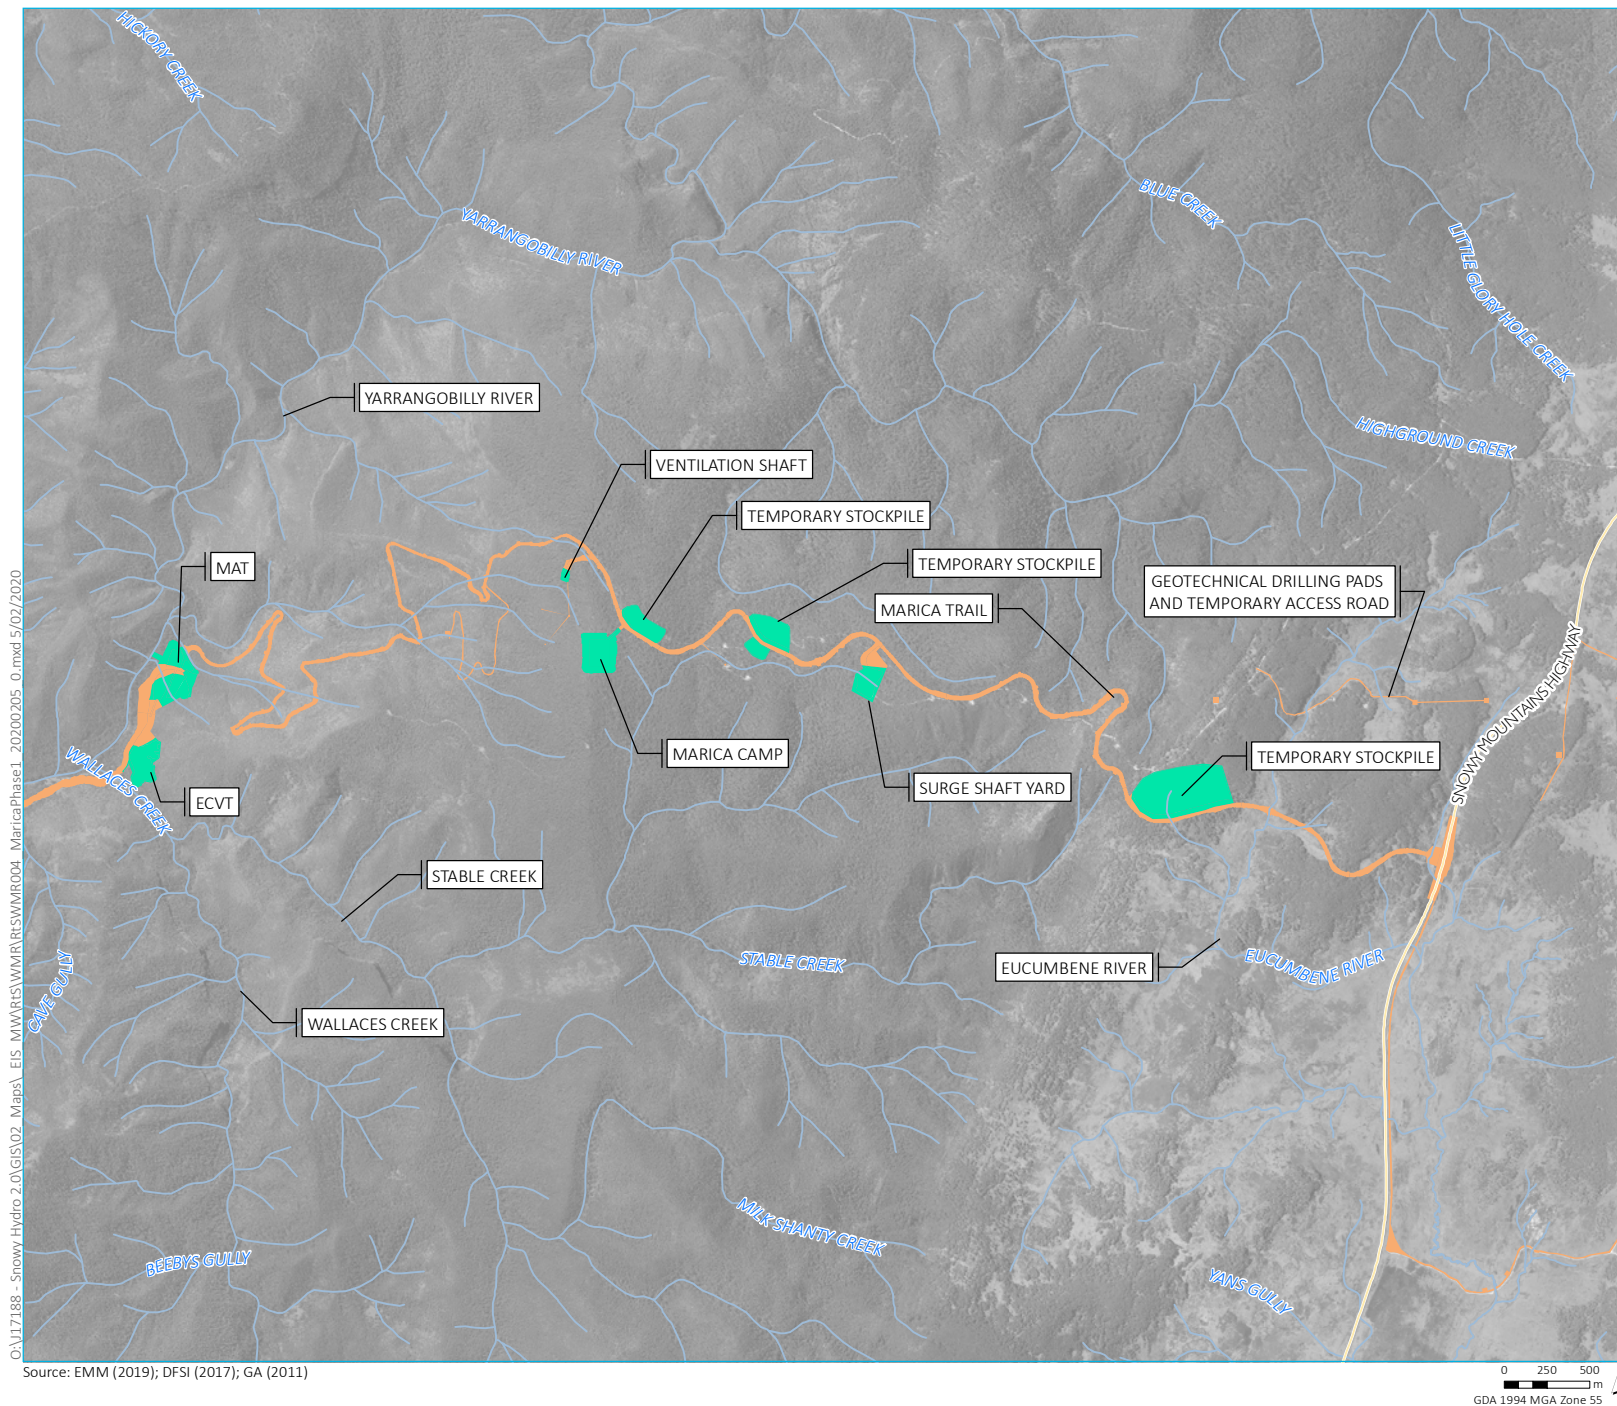 HICKORY CREEK
YARRANGOBILLY RIVER
BLUE CREEK
LITTLE GLORY HOLE CREEK
YARRANGOBILLY RIVER
HIGHGROUND CREEK
VENTILATION SHAFT
TEMPORARY STOCKPILE
MAT
TEMPORARY STOCKPILE
GEOTECHNICAL DRILLING PADS
AND TEMPORARY ACCESS ROAD
MARICA TRAIL
SNOWY MOUNTAINS HIGHWAY
MARICA CAMP
TEMPORARY STOCKPILE
SURGE SHAFT YARD
WALLACES CREEK
ECVT
STABLE CREEK
STABLE CREEK
EUCUMBENE RIVER
EUCUMBENE RIVER
CAVE GULLY
WALLACES CREEK
MILK SHANTY CREEK
BEEBYS GULLY
YANS GULLY
O:\J17188 - Snowy Hydro 2.0\GIS\02_Maps\_EIS_MW\RtS\WMR\RtSWMR004_MaricaPhase1_20200205_0.mxd 5/02/2020
Source: EMM (2019); DFSI (2017); GA (2011)
0 250 500
m
GDA 1994 MGA Zone 55